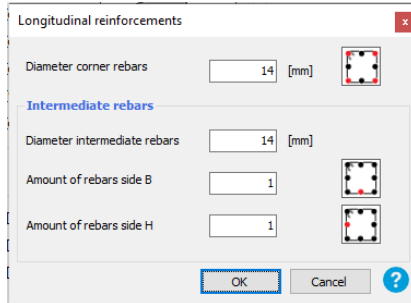 Longitudinal reinforcements
x
Diameter corner rebars 14 [mm]
Intermediate rebars
Diameter intermediate rebars 14 [mm]
Amount of rebars side B 1
Amount of rebars side H 1
OK Cancel ?